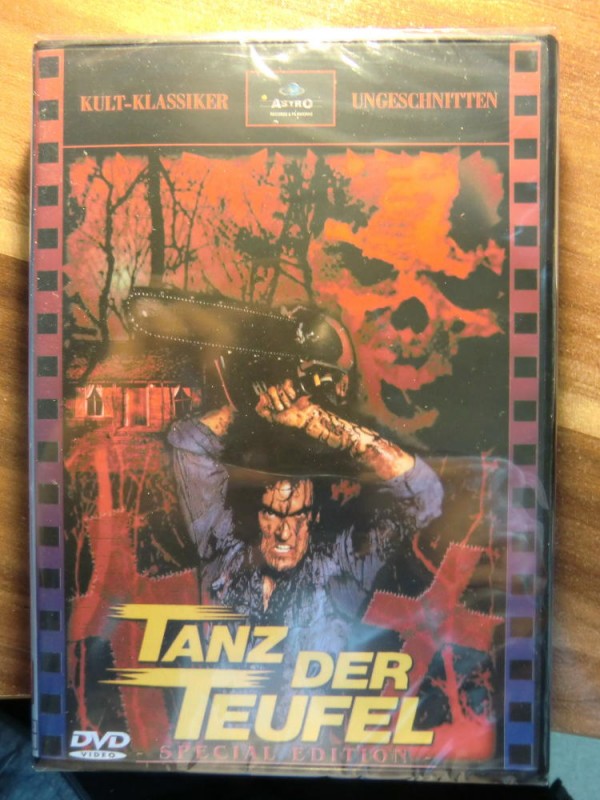 KULT-KLASSIKER
ASTRO
UNGESCHNITTEN
TANZ DER
TEUFEL
DVD
VIDEO
- SPECIAL EDITION -